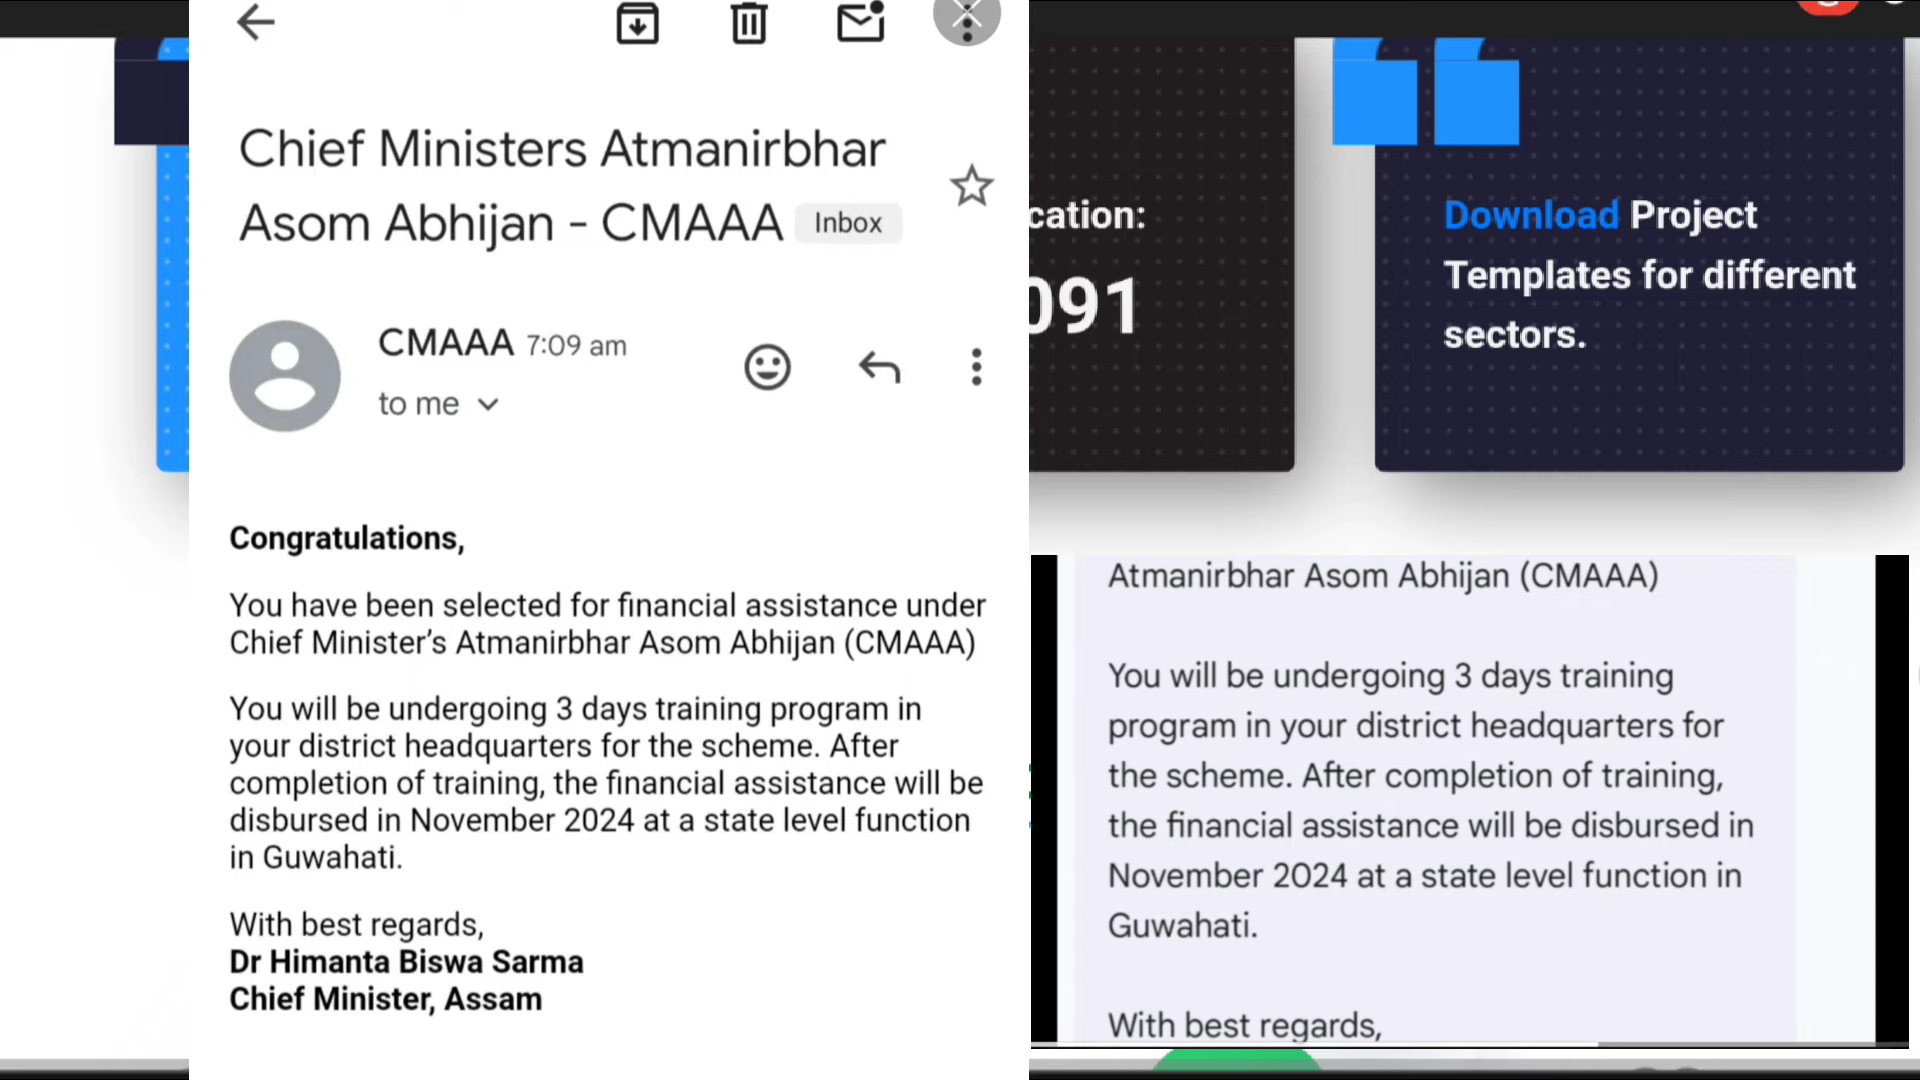 Chief Ministers Atmanirbhar
Asom Abhijan - CMAAA Inbox
CMAAA 7:09 am
to me
Congratulations,
You have been selected for financial assistance under
Chief Minister’s Atmanirbhar Asom Abhijan (CMAAA)
You will be undergoing 3 days training program in
your district headquarters for the scheme. After
completion of training, the financial assistance will be
disbursed in November 2024 at a state level function
in Guwahati.
With best regards,
Dr Himanta Biswa Sarma
Chief Minister, Assam
cation:
091
Download Project
Templates for different
sectors.
Atmanirbhar Asom Abhijan (CMAAA)
You will be undergoing 3 days training
program in your district headquarters for
the scheme. After completion of training,
the financial assistance will be disbursed in
November 2024 at a state level function in
Guwahati.
With best regards,